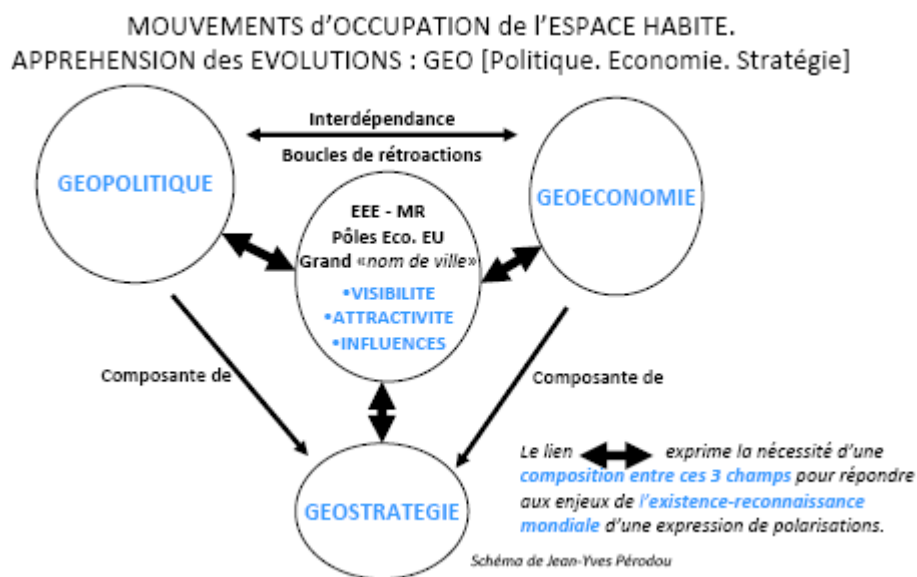 MOUVEMENTS d'OCCUPATION de l'ESPACE HABITE.
APPREHENSION des EVOLUTIONS : GEO [Politique. Economie. Stratégie]
Interdépendance
Boucles de rétroactions
GEOPOLITIQUE
GEOECONOMIE
EEE - MR
Pôles Eco. EU
Grand «nom de ville»
•VISIBILITE
•ATTRACTIVITE
•INFLUENCES
Composante de
Composante de
GEOSTRATEGIE
Le lien exprime la nécessité d'une
composition entre ces 3 champs pour répondre
aux enjeux de l'existence-reconnaissance
mondiale d'une expression de polarisations.
Schéma de Jean-Yves Pérodou